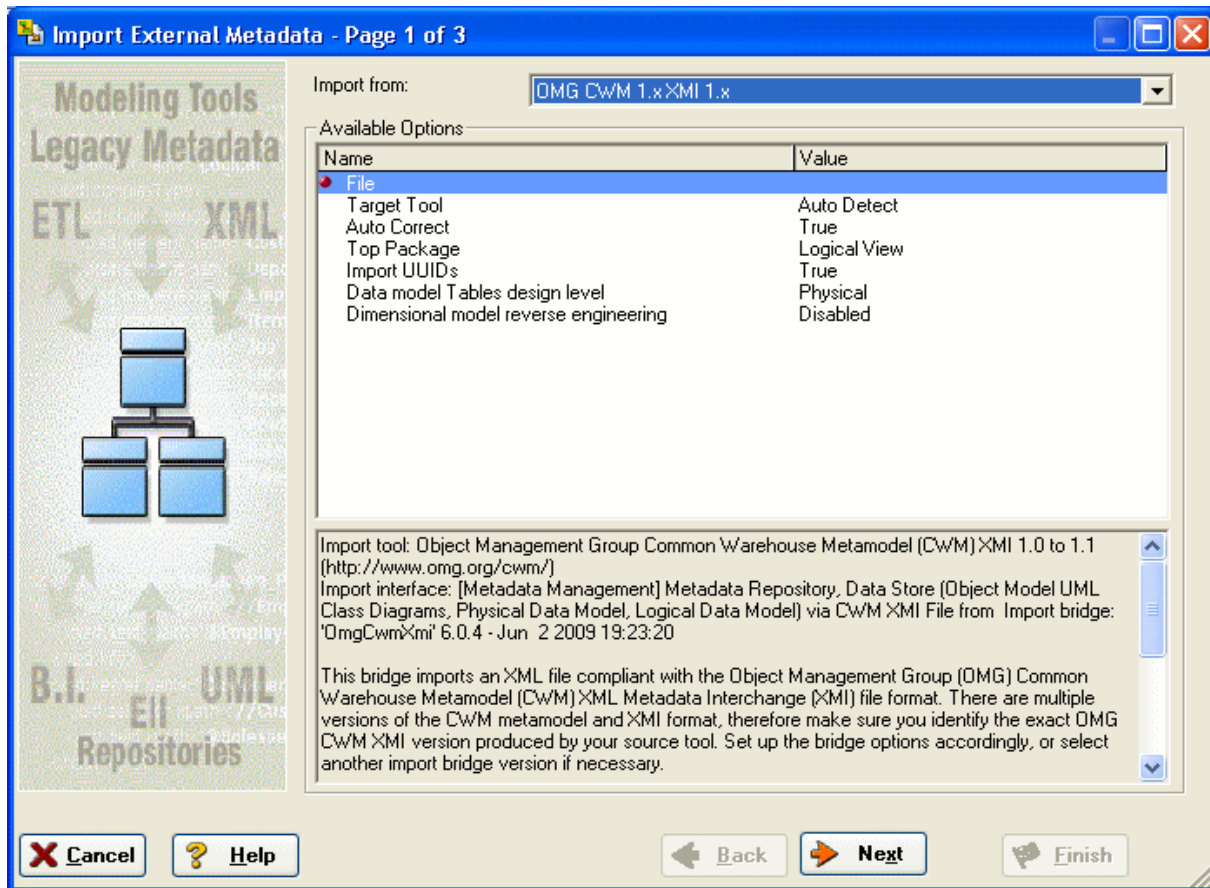 Import External Metadata - Page 1 of 3
Modeling Tools
Legacy Metadata
ETL XML
B.I. UML
EII
Repositories
Import from: OMG CWM 1.x XMI 1.x
Available Options
Name Value
File
Target Tool Auto Detect
Auto Correct True
Top Package Logical View
Import UUIDs True
Data model Tables design level Physical
Dimensional model reverse engineering Disabled
Import tool: Object Management Group Common Warehouse Metamodel (CWM) XMI 1.0 to 1.1
(http://www.omg.org/cwm/)
Import interface: [Metadata Management] Metadata Repository, Data Store (Object Model UML
Class Diagrams, Physical Data Model, Logical Data Model) via CWM XMI File from Import bridge:
'OmgCwmXmi' 6.0.4 - Jun 2 2009 19:23:20
This bridge imports an XML file compliant with the Object Management Group (OMG) Common
Warehouse Metamodel (CWM) XML Metadata Interchange (XMI) file format. There are multiple
versions of the CWM metamodel and XMI format, therefore make sure you identify the exact OMG
CWM XMI version produced by your source tool. Set up the bridge options accordingly, or select
another import bridge version if necessary.
Cancel Help Back Next Finish